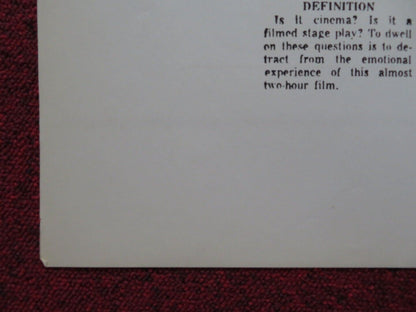 DEFINITION
Is it cinema? Is it a
filmed stage play? To dwell
on these questions is to de-
tract from the emotional
experience of this almost
two-hour film.